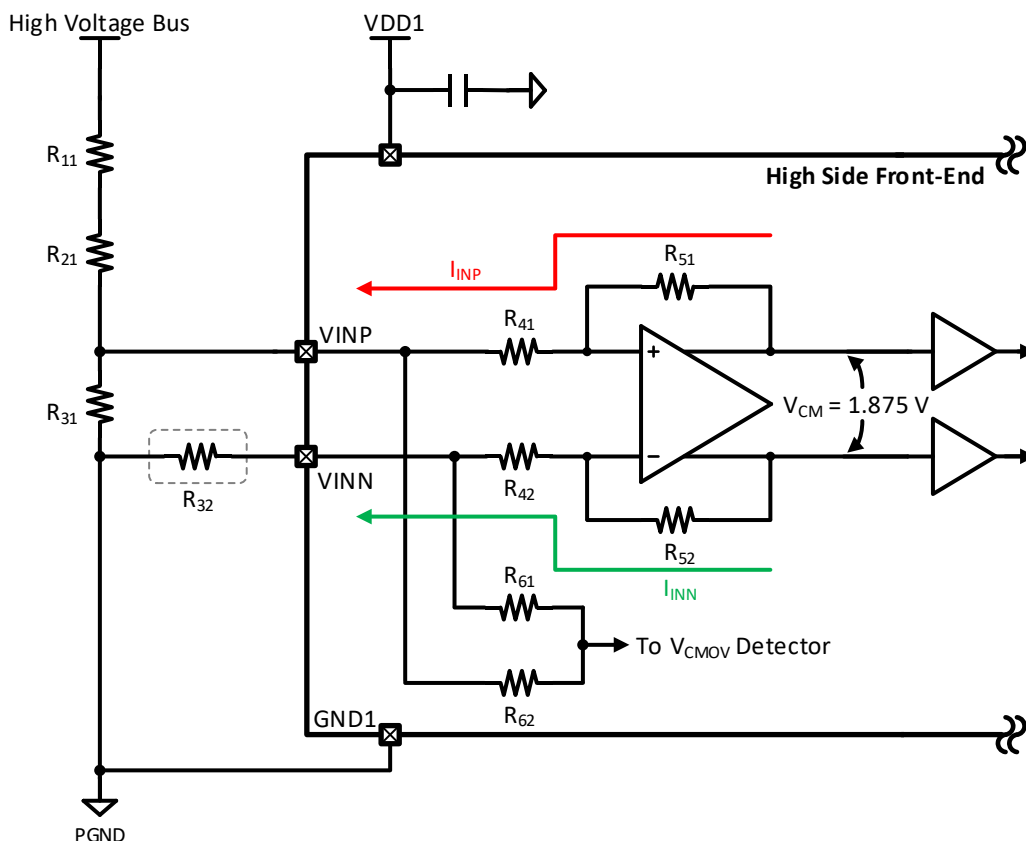 High Voltage Bus
VDD1
R11
High Side Front-End
R21
IINP
R51
VINP
R41
+
R31
VCM = 1.875 V
−
VINN
R32
R42
R52
IINN
R61
To VCMOV Detector
R62
GND1
PGND